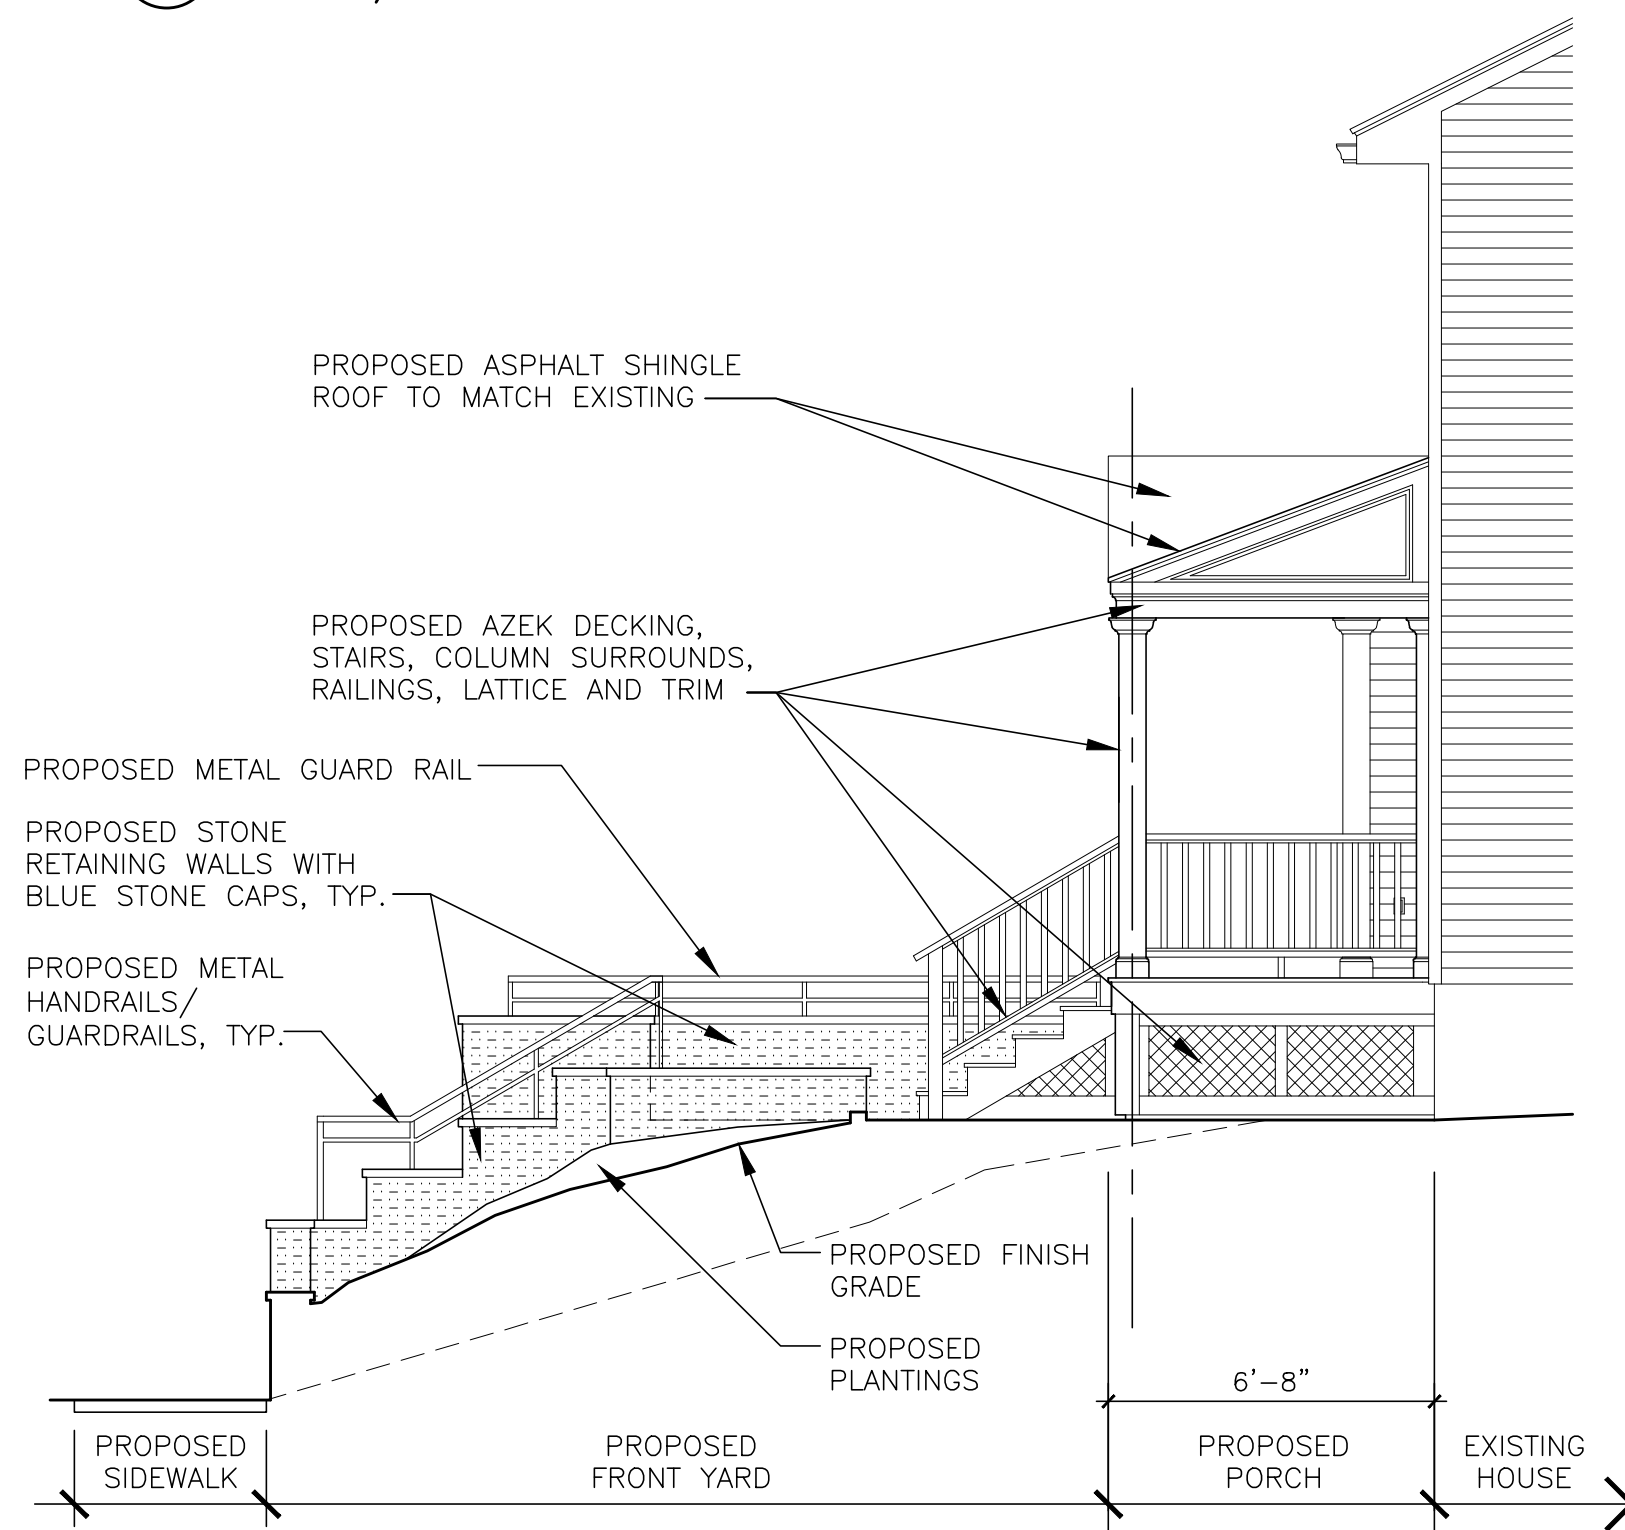 PROPOSED ASPHALT SHINGLE
ROOF TO MATCH EXISTING
PROPOSED AZEK DECKING,
STAIRS, COLUMN SURROUNDS,
RAILINGS, LATTICE AND TRIM
PROPOSED METAL GUARD RAIL
PROPOSED STONE
RETAINING WALLS WITH
BLUE STONE CAPS, TYP.
PROPOSED METAL
HANDRAILS/
GUARDRAILS, TYP.
PROPOSED FINISH
GRADE
PROPOSED
PLANTINGS
6'-8"
PROPOSED
SIDEWALK
PROPOSED
FRONT YARD
PROPOSED
PORCH
EXISTING
HOUSE